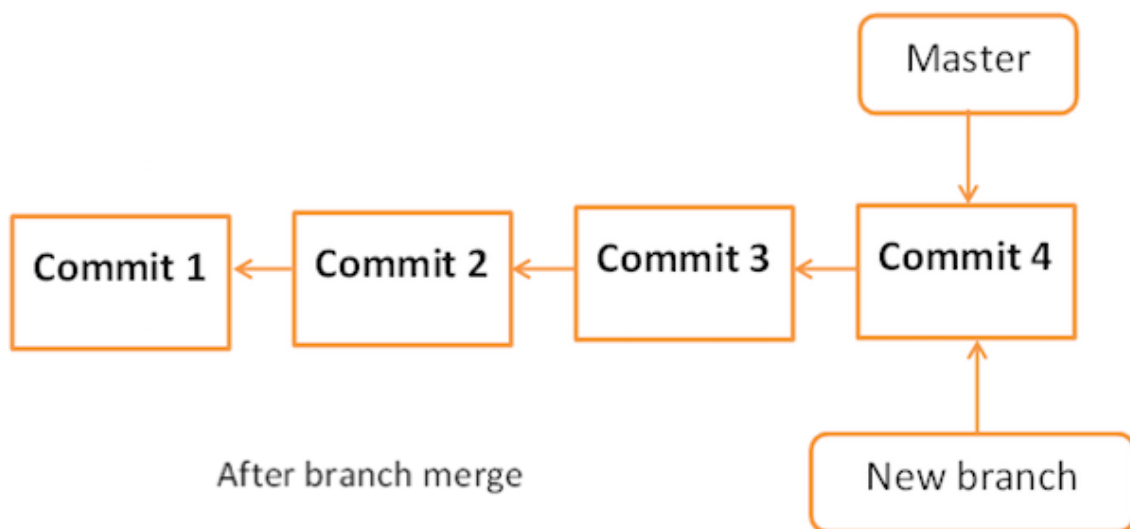 Master
Commit 1
Commit 2
Commit 3
Commit 4
After branch merge
New branch